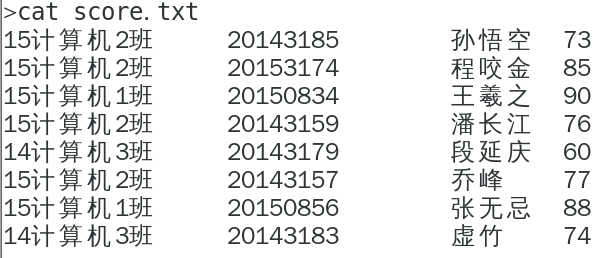 >cat score.txt
15计算机2班 20143185 孙悟空 73
15计算机2班 20153174 程咬金 85
15计算机1班 20150834 王羲之 90
15计算机2班 20143159 潘长江 76
14计算机3班 20143179 段延庆 60
15计算机2班 20143157 乔峰 77
15计算机1班 20150856 张无忌 88
14计算机3班 20143183 虚竹 74